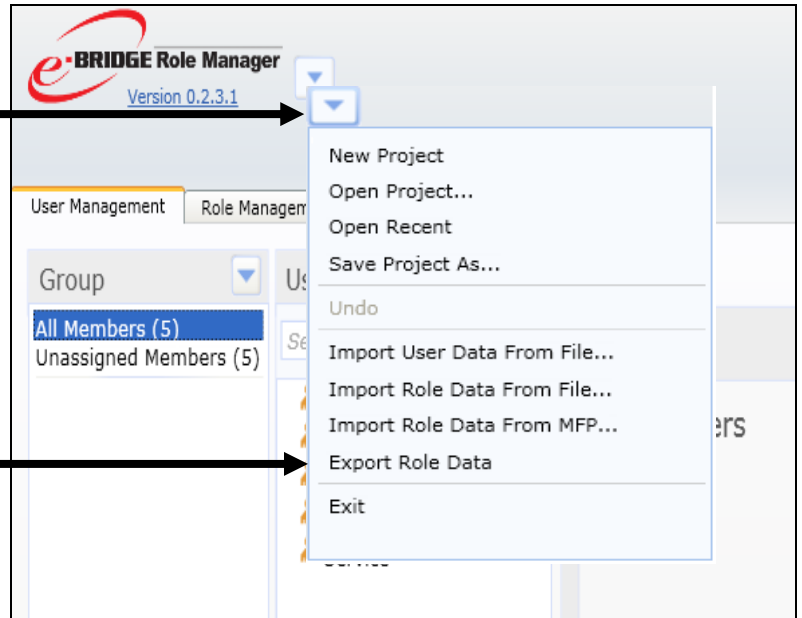 e-BRIDGE Role Manager
Version 0.2.3.1
New Project
Open Project...
Open Recent
Save Project As...
Undo
Import User Data From File...
Import Role Data From File...
Import Role Data From MFP...
Export Role Data
Exit
User Management
Group
All Members (5)
Unassigned Members (5)